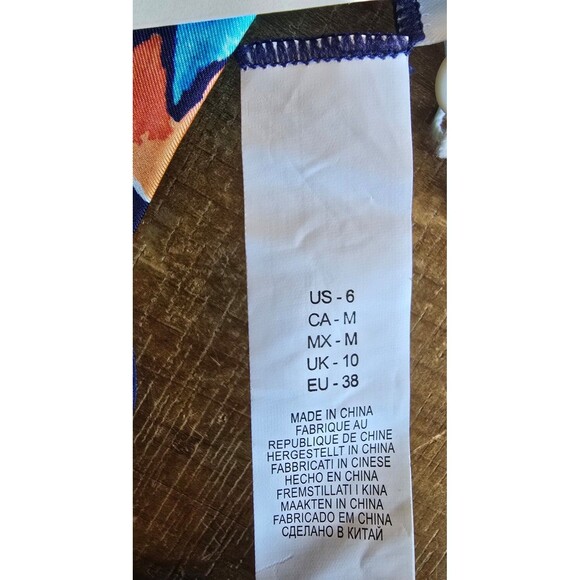 US - 6
CA - M
MX - M
UK - 10
EU - 38
MADE IN CHINA
FABRIQUE AU
REPUBLIQUE DE CHINE
HERGESTELLT IN CHINA
FABBRICATI IN CINESE
HECHO EN CHINA
FREMSTILLATI I KINA
MAAKTEN IN CHINA
FABRICADO EM CHINA
СДЕЛАНО В КИТАЙ